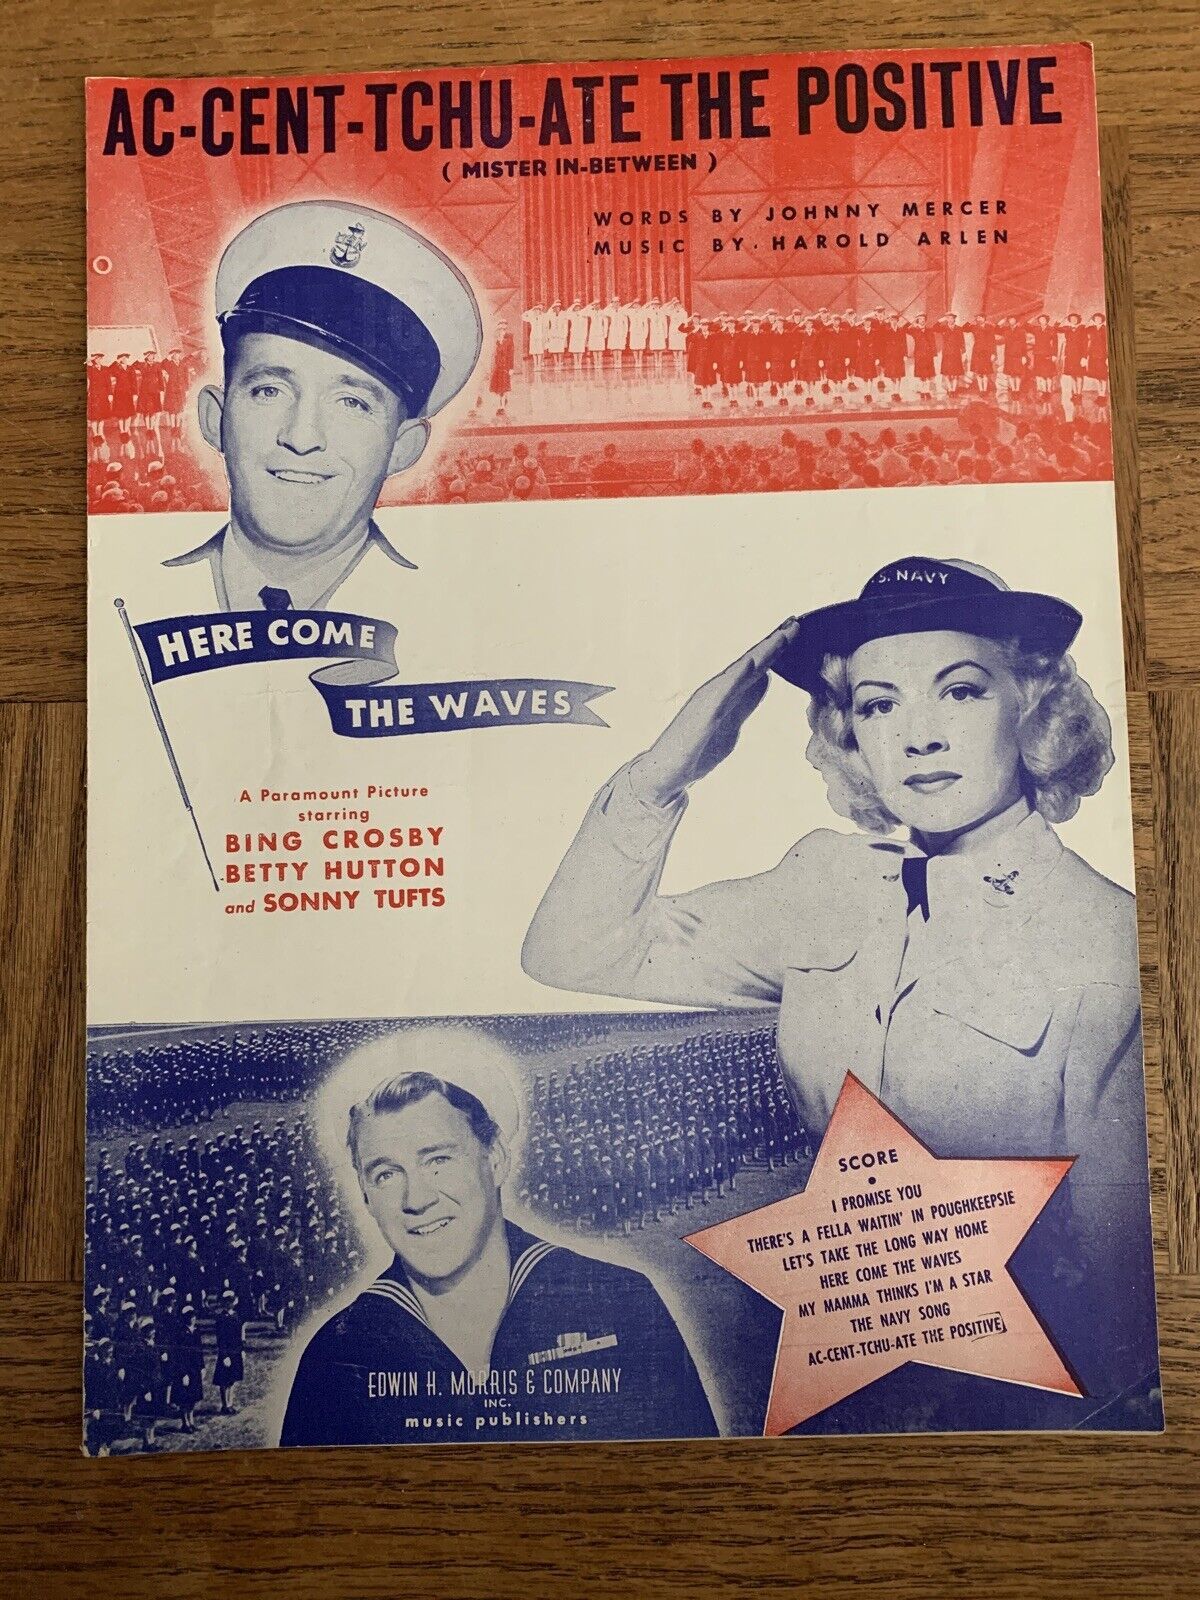 AC-CENT-TCHU-ATE THE POSITIVE
( MISTER IN-BETWEEN )
WORDS BY JOHNNY MERCER
MUSIC BY HAROLD ARLEN
S. NAVY
HERE COME
THE WAVES
A Paramount Picture
starring
BING CROSBY
BETTY HUTTON
and SONNY TUFTS
SCORE
•
I PROMISE YOU
THERE'S A FELLA WAITIN' IN POUGHKEEPSIE
LET'S TAKE THE LONG WAY HOME
HERE COME THE WAVES
MY MAMMA THINKS I'M A STAR
THE NAVY SONG
AC-CENT-TCHU-ATE THE POSITIVE
EDWIN H. MORRIS & COMPANY
INC.
music publishers